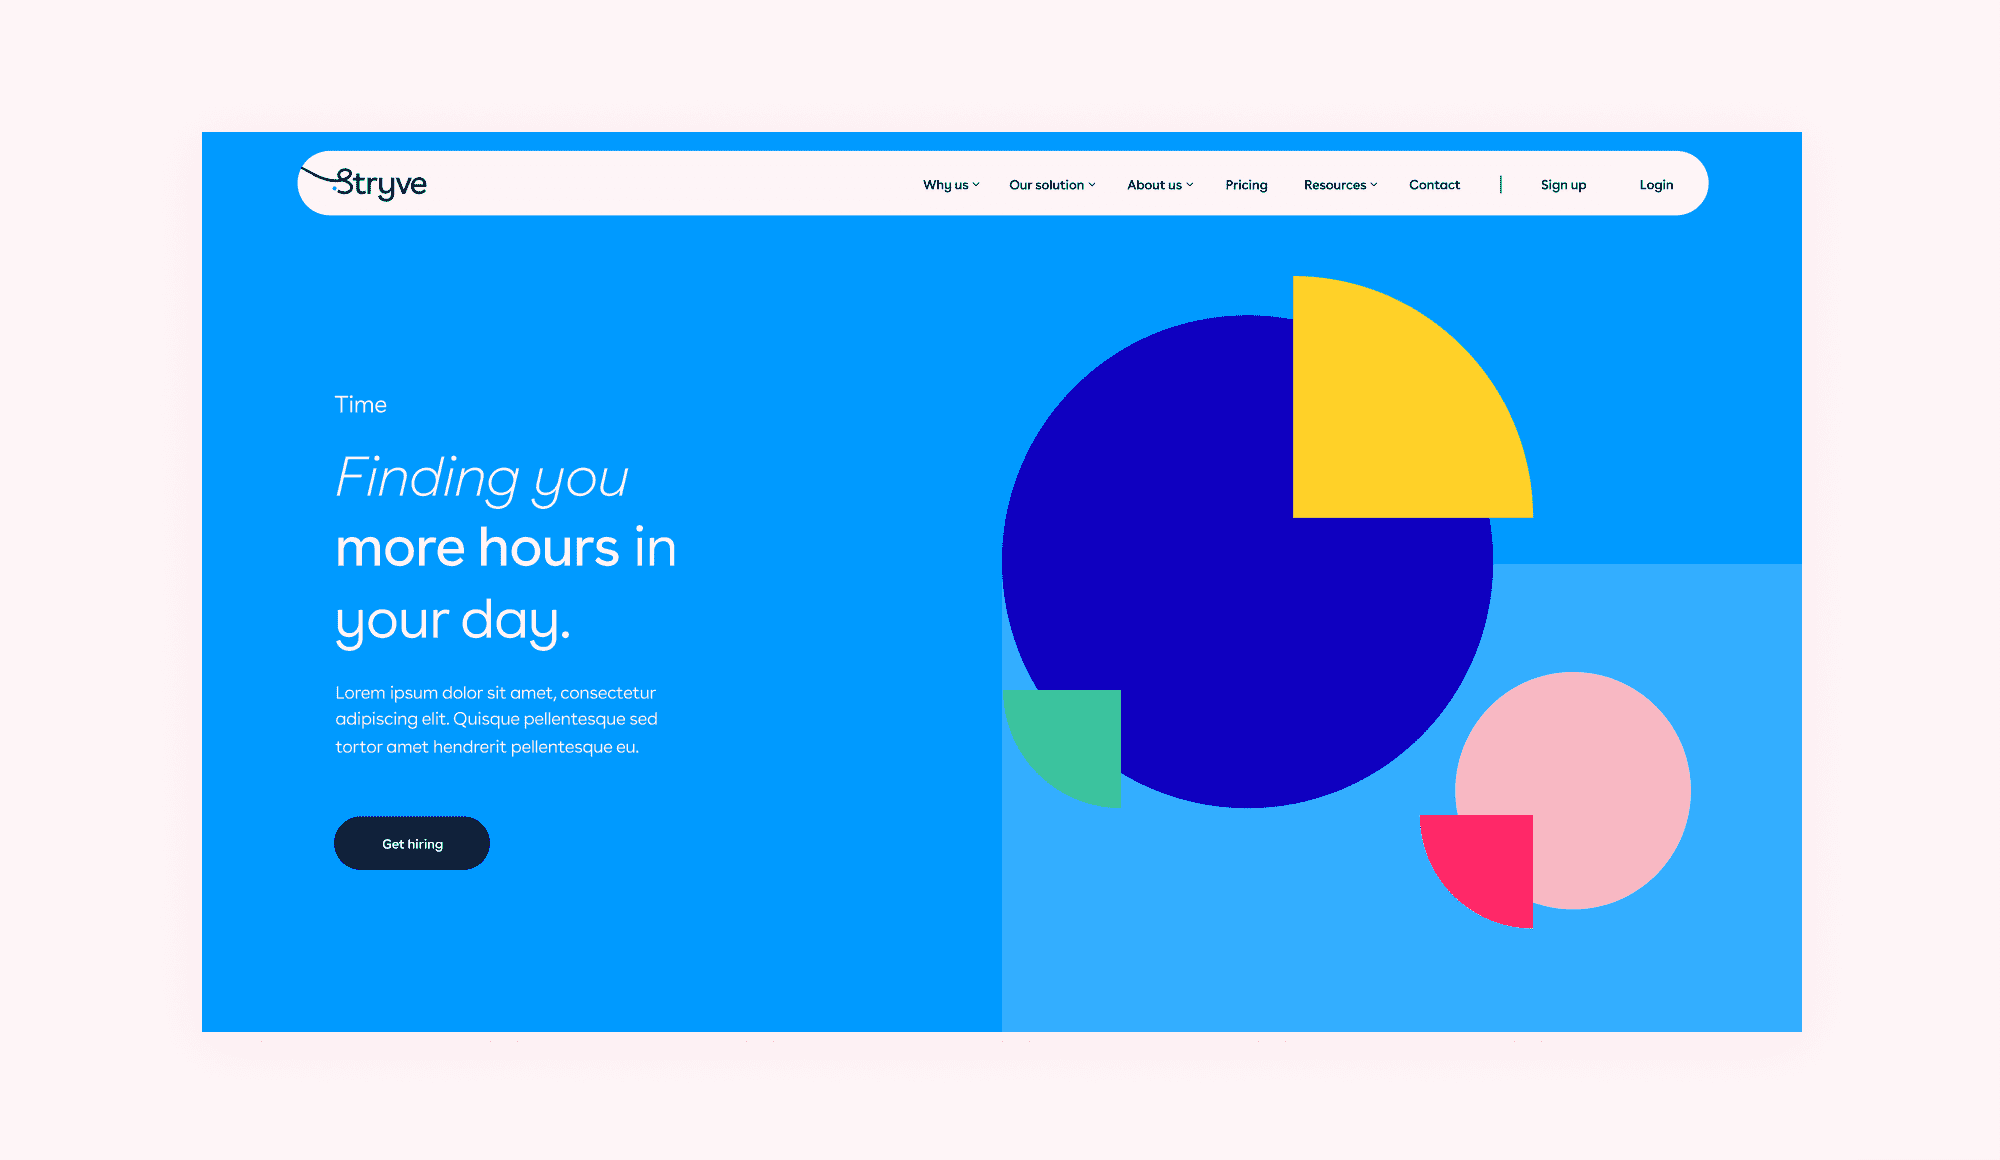 Stryve
Why us
Our solution
About us
Pricing
Resources
Contact
Sign up
Login
Time
Finding you
more hours in
your day.
Lorem ipsum dolor sit amet, consectetur
adipiscing elit. Quisque pellentesque sed
tortor amet hendrerit pellentesque eu.
Get hiring